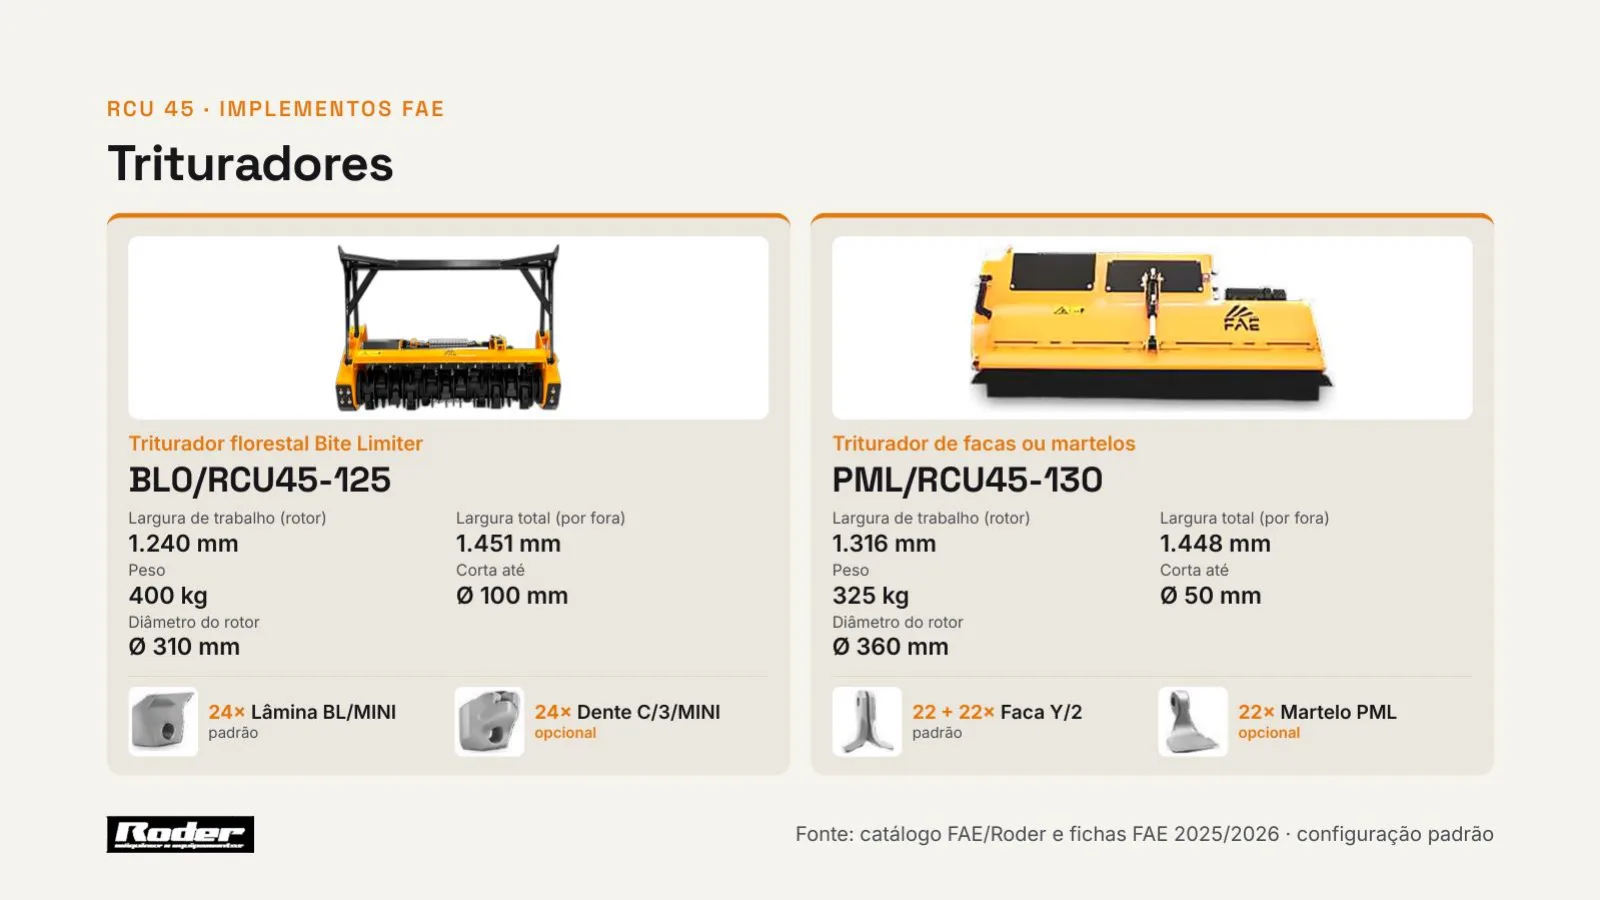 RCU 45 · IMPLEMENTOS FAE
Trituradores
FAE
Triturador florestal Bite Limiter
BL0/RCU45-125
Largura de trabalho (rotor)
1.240 mm
Largura total (por fora)
1.451 mm
Peso
400 kg
Corta até
Ø 100 mm
Diâmetro do rotor
Ø 310 mm
24× Lâmina BL/MINI
padrão
24× Dente C/3/MINI
opcional
Triturador de facas ou martelos
PML/RCU45-130
Largura de trabalho (rotor)
1.316 mm
Largura total (por fora)
1.448 mm
Peso
325 kg
Corta até
Ø 50 mm
Diâmetro do rotor
Ø 360 mm
22 + 22× Faca Y/2
padrão
22× Martelo PML
opcional
Roder
máquinas e equipamentos
Fonte: catálogo FAE/Roder e fichas FAE 2025/2026 · configuração padrão